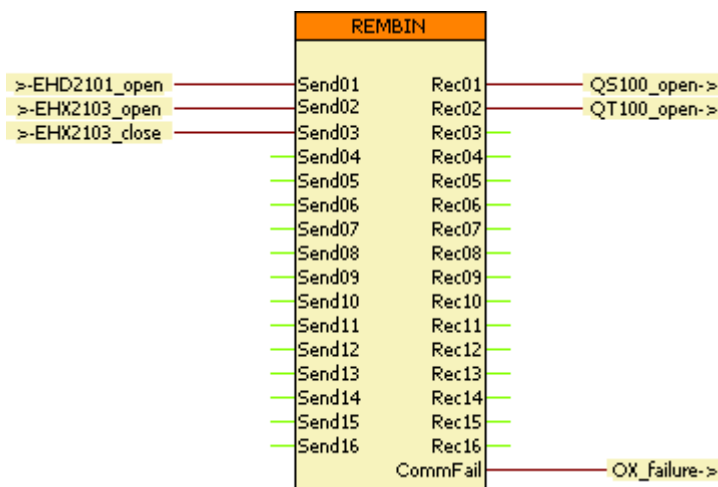 REMBIN
>-EHD2101_open Send01 Rec01 QS100_open->
>-EHX2103_open Send02 Rec02 QT100_open->
>-EHX2103_close Send03 Rec03
Send04 Rec04
Send05 Rec05
Send06 Rec06
Send07 Rec07
Send08 Rec08
Send09 Rec09
Send10 Rec10
Send11 Rec11
Send12 Rec12
Send13 Rec13
Send14 Rec14
Send15 Rec15
Send16 Rec16
CommFail OX_failure->